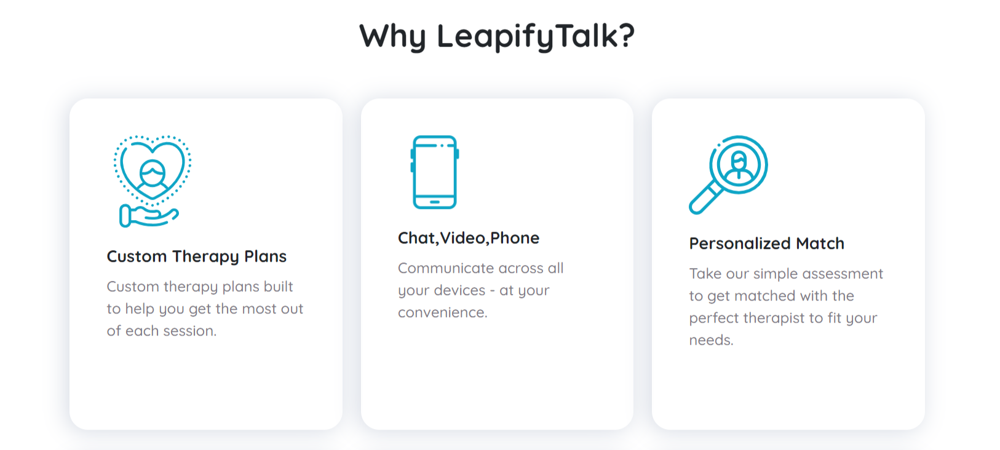 Why LeapifyTalk?
Custom Therapy Plans
Custom therapy plans built
to help you get the most out
of each session.
Chat,Video,Phone
Communicate across all
your devices - at your
convenience.
Personalized Match
Take our simple assessment
to get matched with the
perfect therapist to fit your
needs.